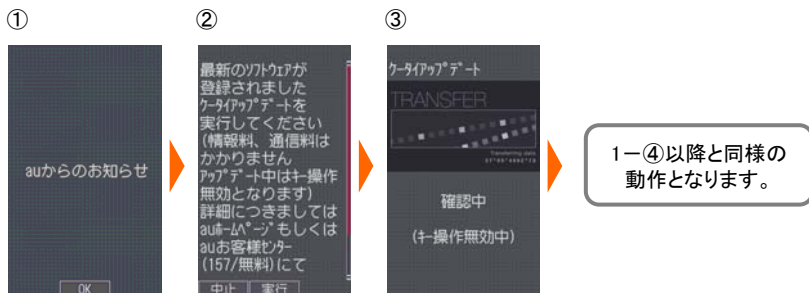 ①
②
③
auからのお知らせ
OK
最新のｿﾌﾄｳｪｱが
登録されました
ｹｰﾀｲｱｯﾌﾟﾃﾞｰﾄを
実行してください
(情報料、通信料は
かかりません
ｱｯﾌﾟﾃﾞｰﾄ中はｷｰ操作
無効となります)
詳細につきましては
auﾎｰﾑﾍﾟｰｼﾞもしくは
auお客様ｾﾝﾀｰ
(157/無料)にて
中止
実行
ｹｰﾀｲｱｯﾌﾟﾃﾞｰﾄ
TRANSFER
Transferring data
確認中
(ｷｰ操作無効中)
1－④以降と同様の
動作となります。